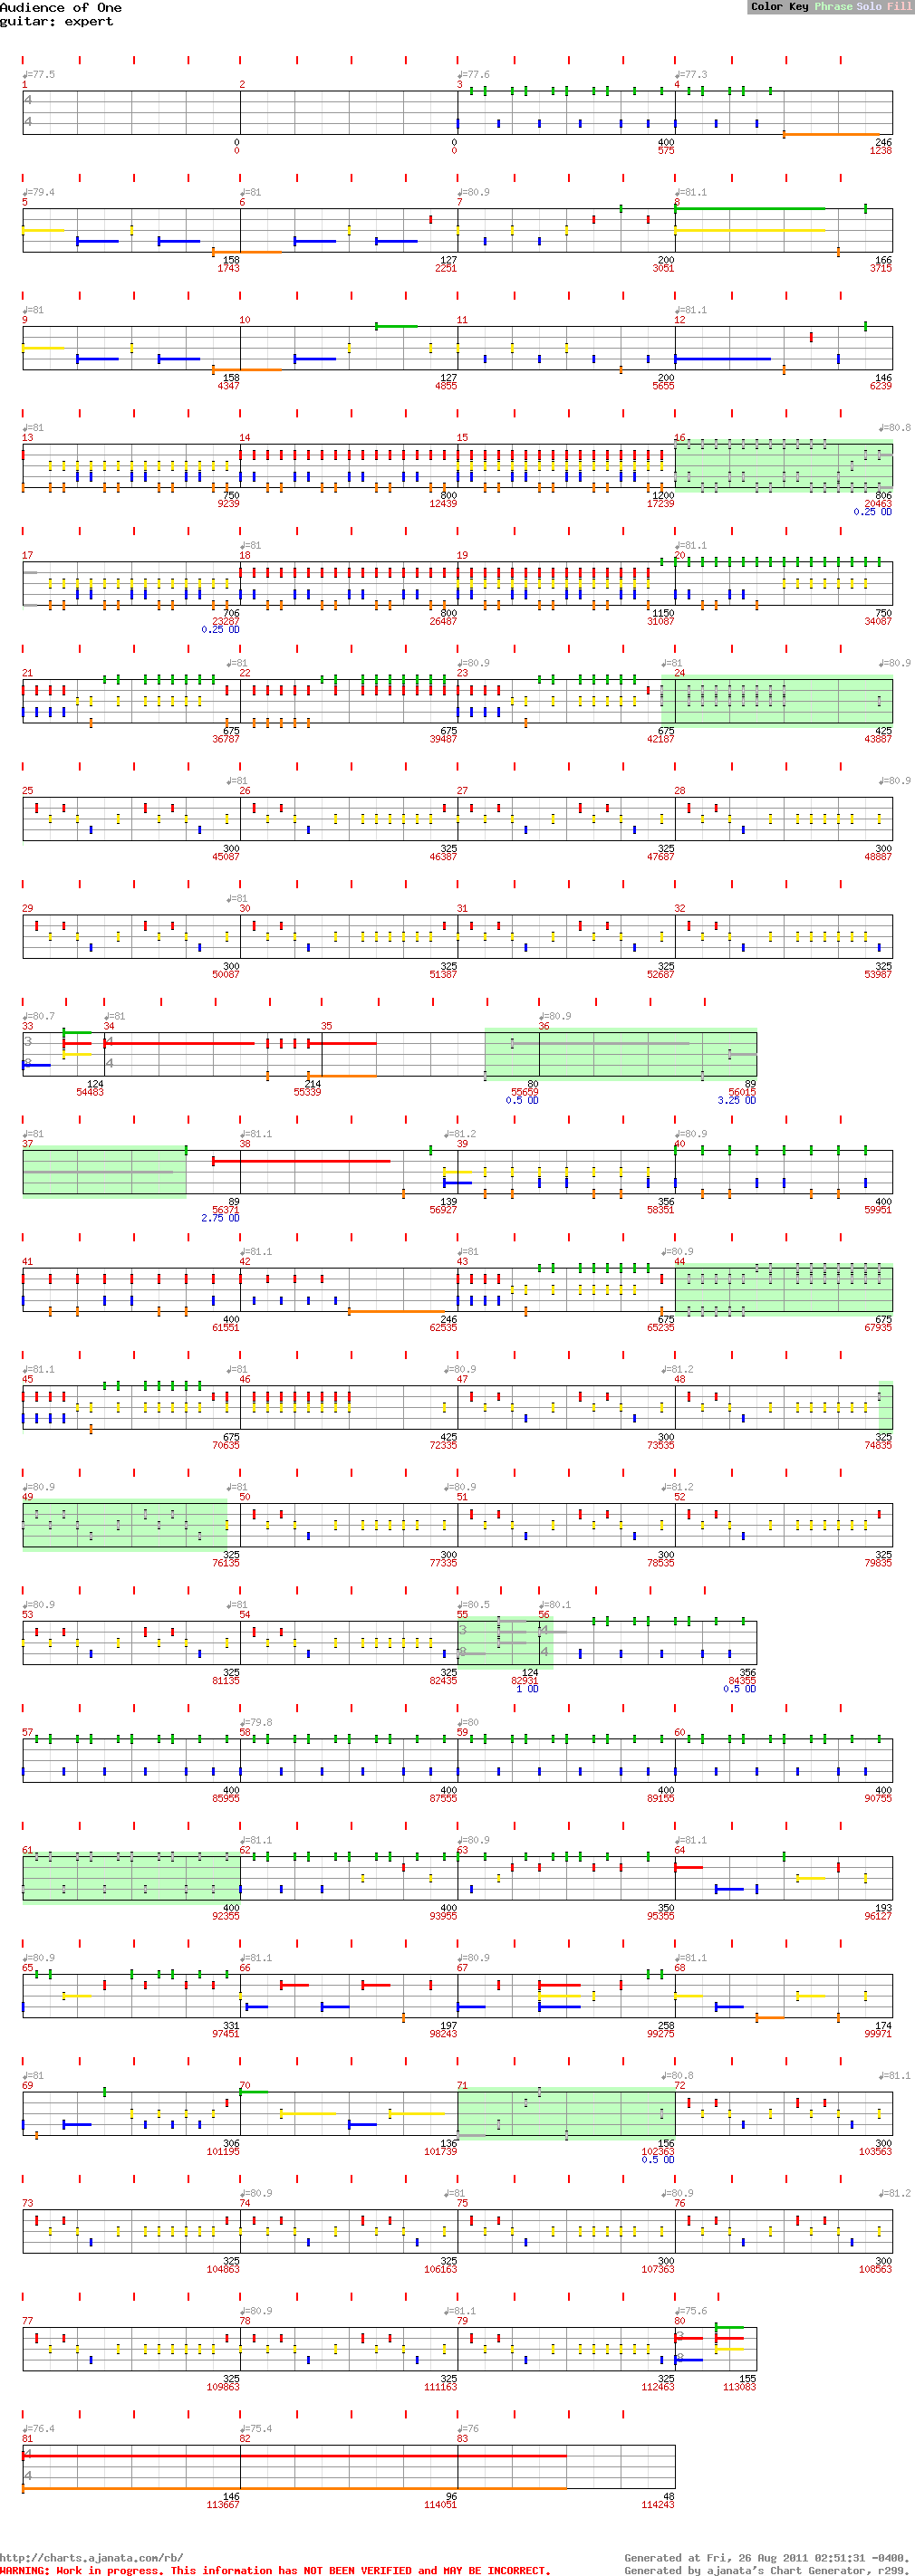 Audience of One
Color Key Phrase Solo Fill
guitar: expert
♩=77.5 ♩=77.6 ♩=77.3
1 2 3 4
4
4
0 0 400 246
0 0 575 1238
♩=79.4 ♩=81 ♩=80.9 ♩=81.1
5 6 7 8
158 127 200 166
1743 2251 3051 3715
♩=81 ♩=81.1
9 10 11 12
158 127 200 146
4347 4855 5655 6239
♩=81 ♩=80.8
13 14 15 16
750 800 1200 806
9239 12439 17239 20463
0.25 OD
♩=81 ♩=81.1
17 18 19 20
706 800 1150 750
23287 26487 31087 34087
0.25 OD
♩=81 ♩=80.9 ♩=81 ♩=80.9
21 22 23 24
675 675 675 425
36787 39487 42187 43887
♩=81 ♩=80.9
25 26 27 28
300 325 325 300
45087 46387 47687 48887
♩=81
29 30 31 32
300 325 325 325
50087 51387 52687 53987
♩=80.7 ♩=81 ♩=80.9
33 34 35 36
3 4
8 4
124 214 80 89
54483 55339 55659 56015
0.5 OD 3.25 OD
♩=81 ♩=81.1 ♩=81.2 ♩=80.9
37 38 39 40
89 139 356 400
56371 56927 58351 59951
2.75 OD
♩=81.1 ♩=81 ♩=80.9
41 42 43 44
400 246 675 675
61551 62535 65235 67935
♩=81.1 ♩=81 ♩=80.9 ♩=81.2
45 46 47 48
675 425 300 325
70635 72335 73535 74835
♩=80.9 ♩=81 ♩=80.9 ♩=81.2
49 50 51 52
325 300 300 325
76135 77335 78535 79835
♩=80.9 ♩=81 ♩=80.5 ♩=80.1
53 54 55 56
3 4
8 4
325 325 124 356
81135 82435 82931 84355
1 OD 0.5 OD
♩=79.8 ♩=80
57 58 59 60
400 400 400 400
85955 87555 89155 90755
♩=81.1 ♩=80.9 ♩=81.1
61 62 63 64
400 400 350 193
92355 93955 95355 96127
♩=80.9 ♩=81.1 ♩=80.9 ♩=81.1
65 66 67 68
331 197 258 174
97451 98243 99275 99971
♩=81 ♩=80.8 ♩=81.1
69 70 71 72
306 136 156 300
101195 101739 102363 103563
0.5 OD
♩=80.9 ♩=81 ♩=80.9 ♩=81.2
73 74 75 76
325 325 300 300
104863 106163 107363 108563
♩=80.9 ♩=81.1 ♩=75.6
77 78 79 80
3
8
325 325 325 155
109863 111163 112463 113083
♩=76.4 ♩=75.4 ♩=76
81 82 83
4
4
146 96 48
113667 114051 114243
http://charts.ajanata.com/rb/
Generated at Fri, 26 Aug 2011 02:51:31 -0400.
WARNING: Work in progress. This information has NOT BEEN VERIFIED and MAY BE INCORRECT.
Generated by ajanata's Chart Generator, r299.